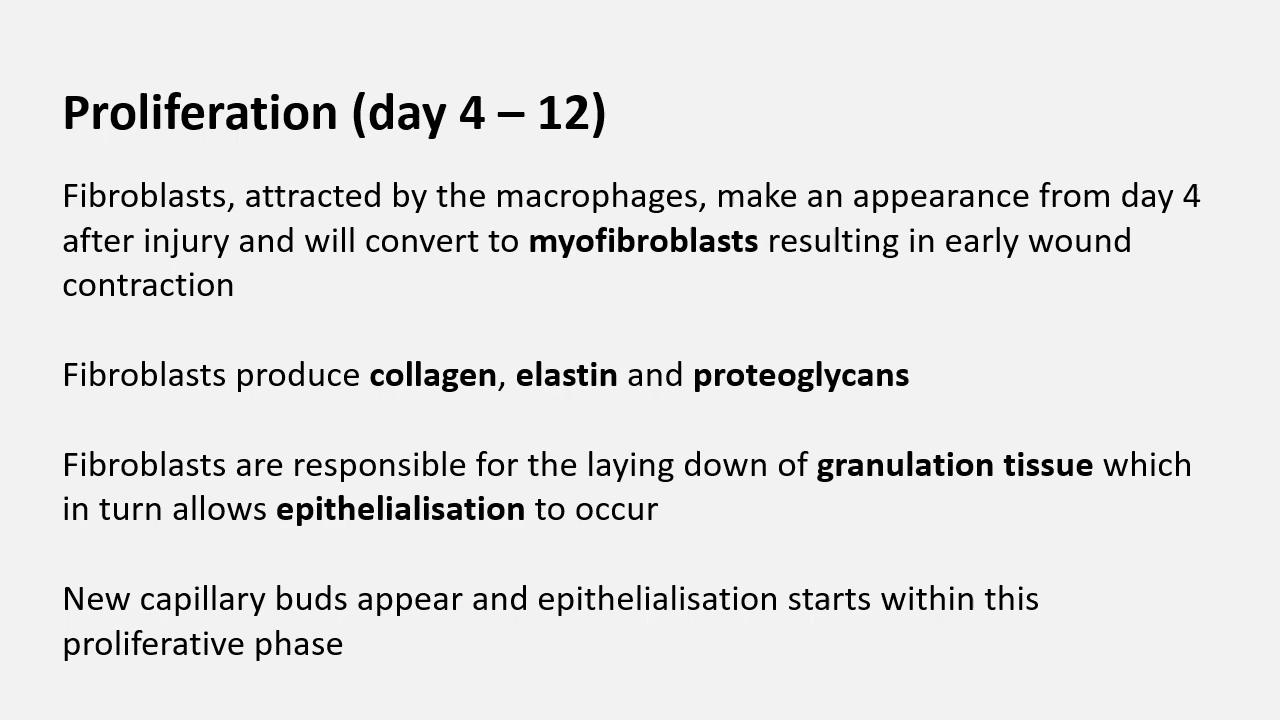 Proliferation (day 4 – 12)
Fibroblasts, attracted by the macrophages, make an appearance from day 4
after injury and will convert to myofibroblasts resulting in early wound
contraction
Fibroblasts produce collagen, elastin and proteoglycans
Fibroblasts are responsible for the laying down of granulation tissue which
in turn allows epithelialisation to occur
New capillary buds appear and epithelialisation starts within this
proliferative phase